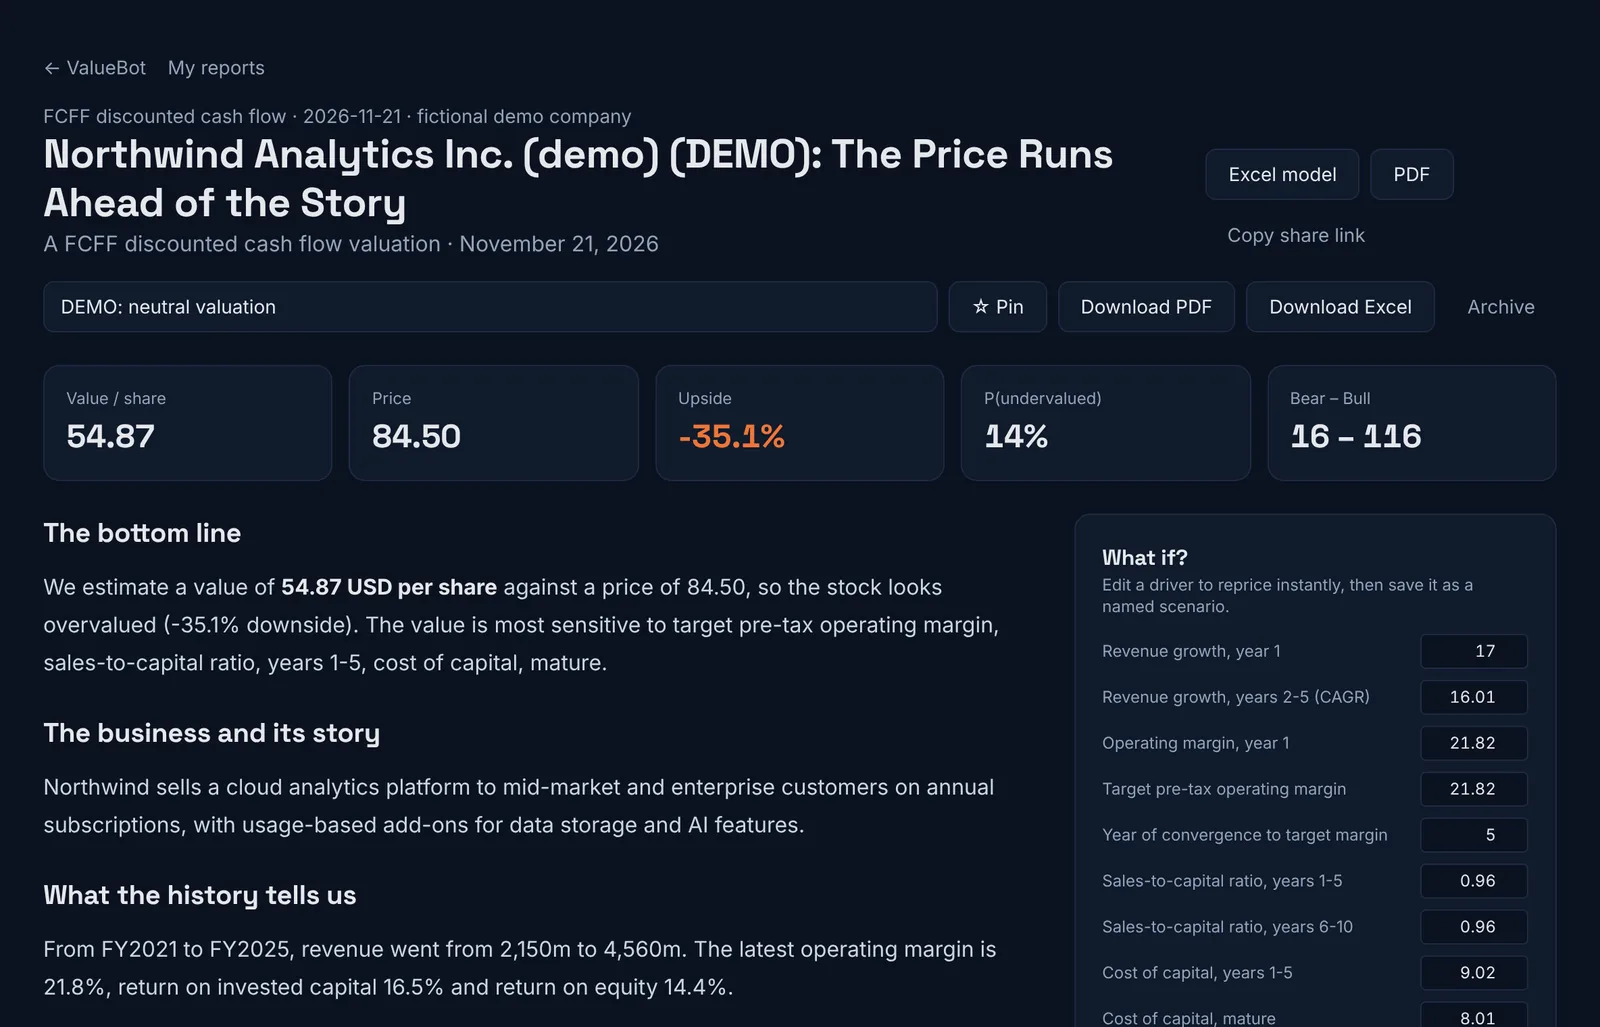 ← ValueBot My reports
FCFF discounted cash flow · 2026-11-21 · fictional demo company
Northwind Analytics Inc. (demo) (DEMO): The Price Runs
Ahead of the Story
A FCFF discounted cash flow valuation · November 21, 2026
Excel model PDF
Copy share link
DEMO: neutral valuation ☆ Pin Download PDF Download Excel Archive
Value / share Price Upside P(undervalued) Bear – Bull
54.87 84.50 -35.1% 14% 16 – 116
The bottom line
We estimate a value of 54.87 USD per share against a price of 84.50, so the stock looks
overvalued (-35.1% downside). The value is most sensitive to target pre-tax operating margin,
sales-to-capital ratio, years 1-5, cost of capital, mature.
The business and its story
Northwind sells a cloud analytics platform to mid-market and enterprise customers on annual
subscriptions, with usage-based add-ons for data storage and AI features.
What the history tells us
From FY2021 to FY2025, revenue went from 2,150m to 4,560m. The latest operating margin is
21.8%, return on invested capital 16.5% and return on equity 14.4%.
What if?
Edit a driver to reprice instantly, then save it as a
named scenario.
Revenue growth, year 1 17
Revenue growth, years 2-5 (CAGR) 16.01
Operating margin, year 1 21.82
Target pre-tax operating margin 21.82
Year of convergence to target margin 5
Sales-to-capital ratio, years 1-5 0.96
Sales-to-capital ratio, years 6-10 0.96
Cost of capital, years 1-5 9.02
Cost of capital, mature 8.01